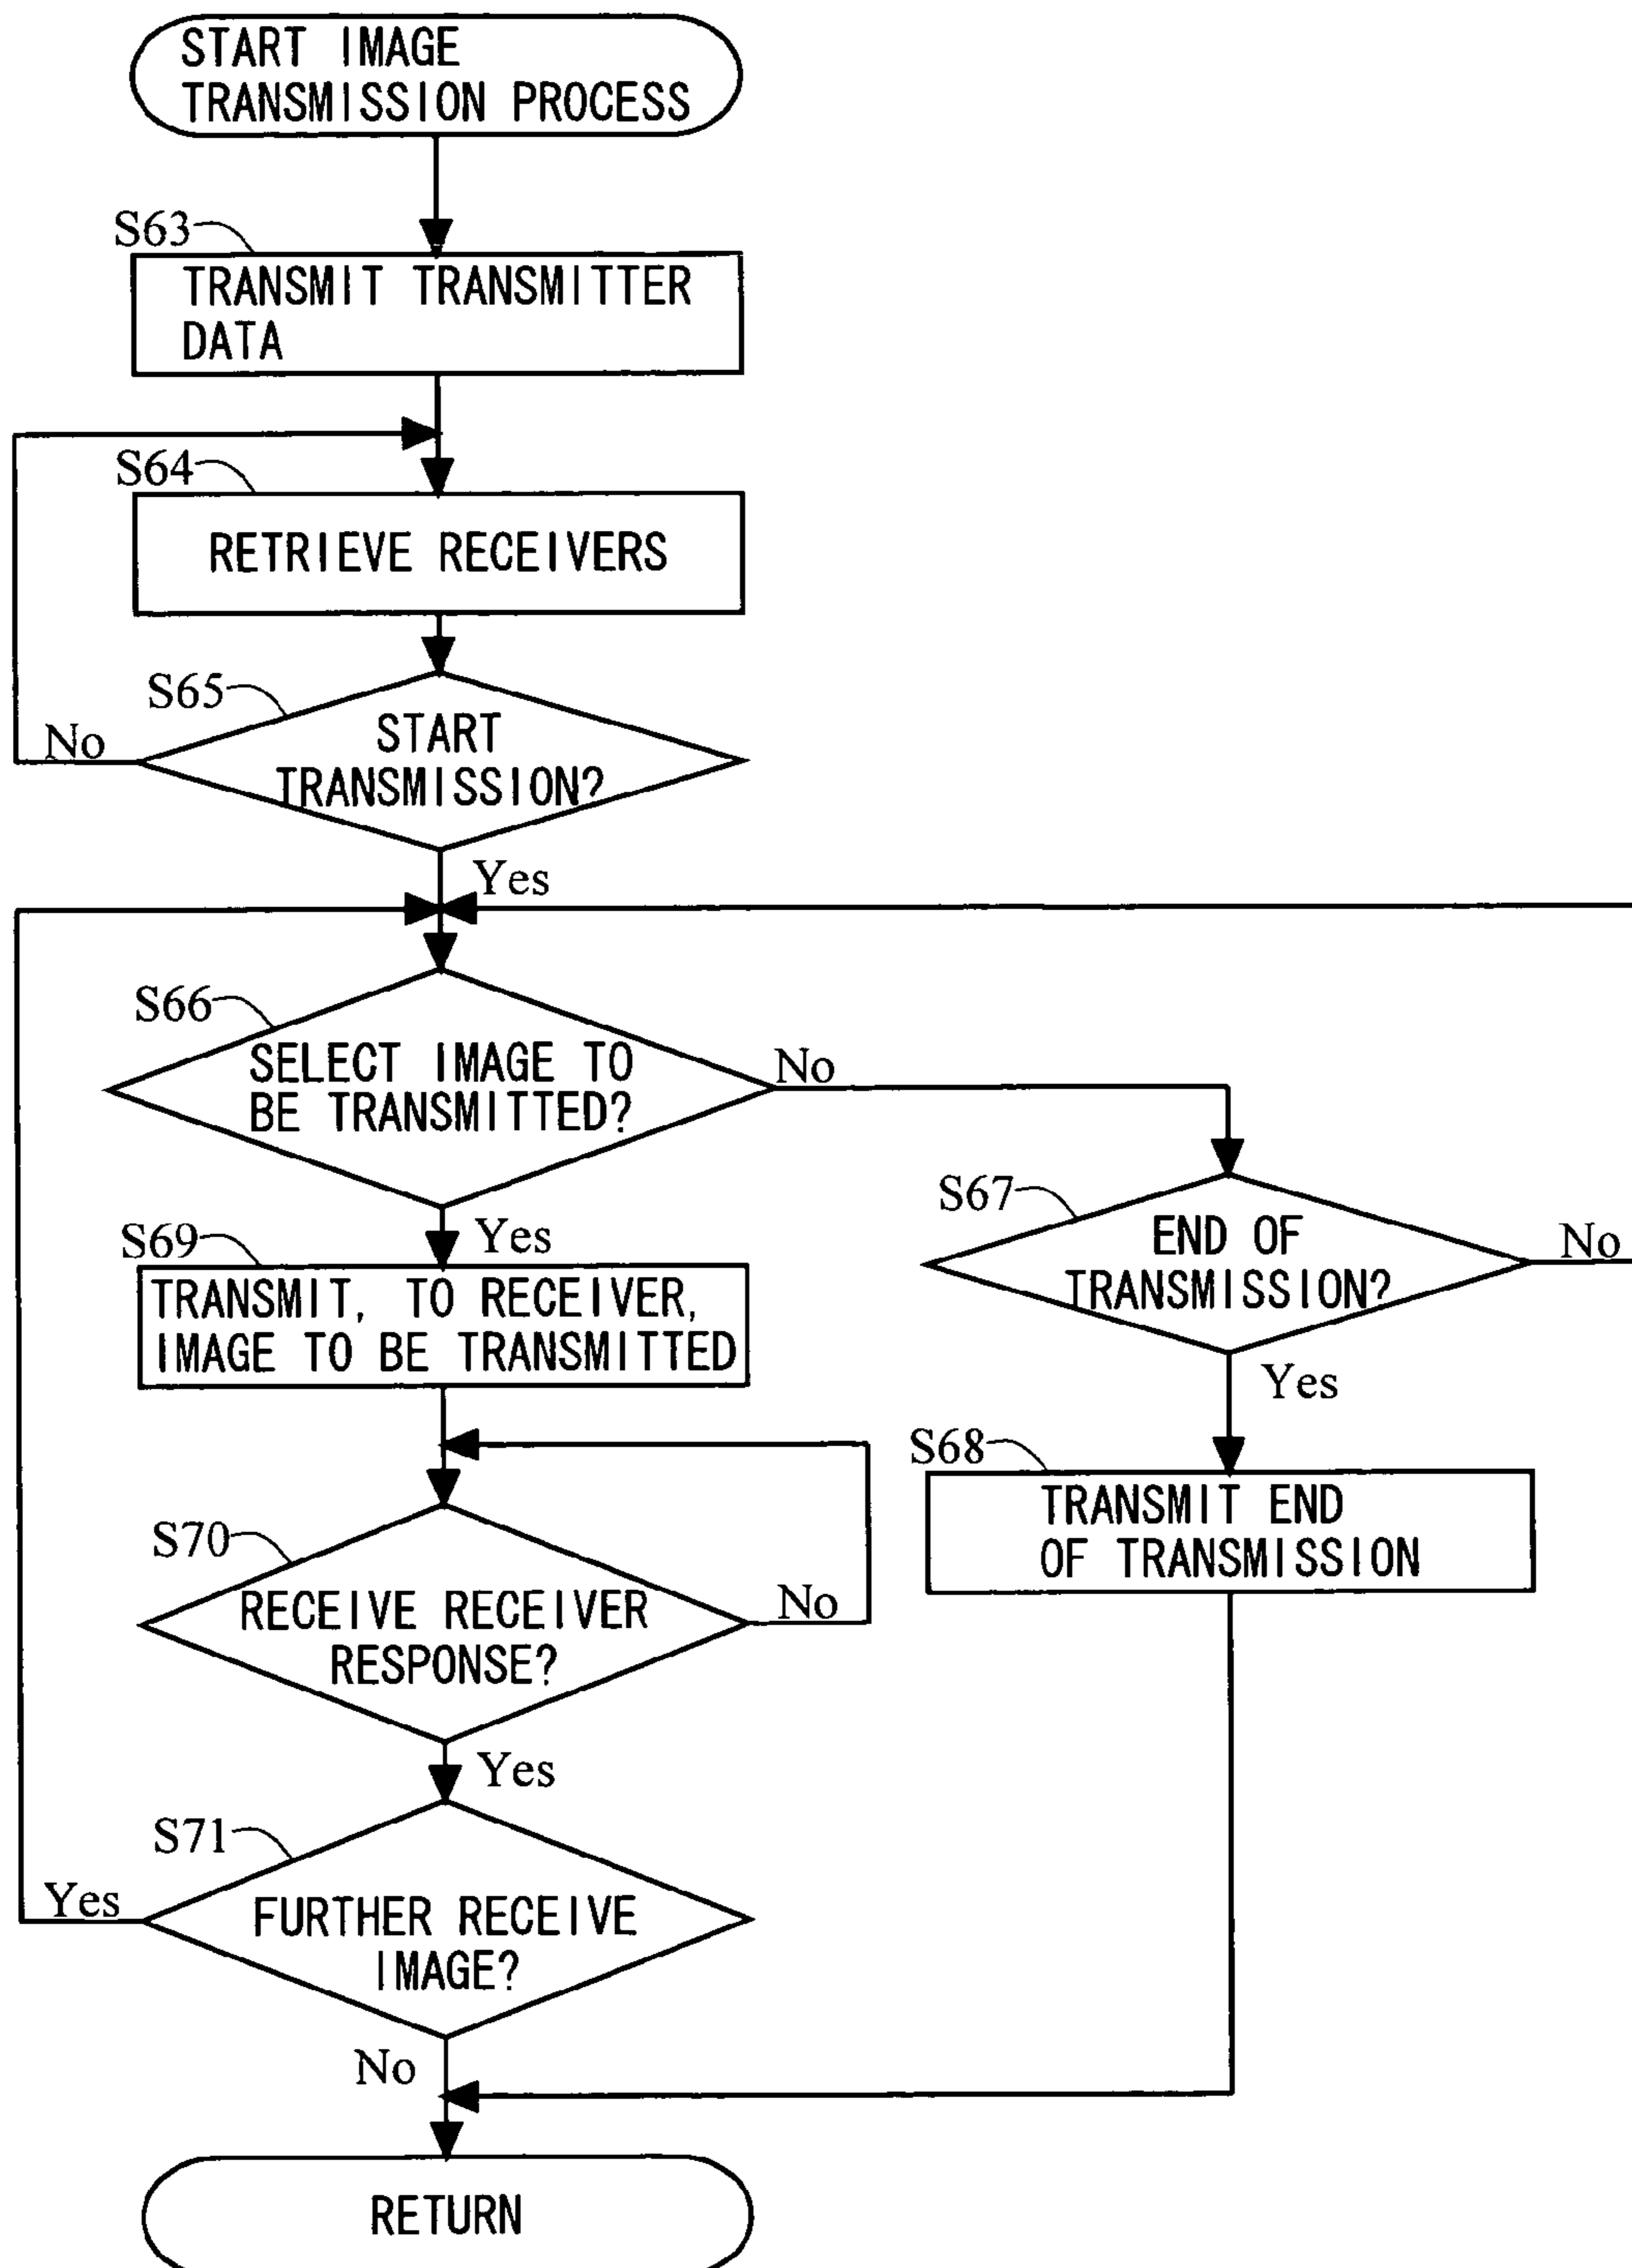 START IMAGE
TRANSMISSION PROCESS
S63
TRANSMIT TRANSMITTER
DATA
S64
RETRIEVE RECEIVERS
S65
START
TRANSMISSION?
No
Yes
S66
SELECT IMAGE TO
BE TRANSMITTED?
No
Yes
S67
END OF
TRANSMISSION?
No
Yes
S68
TRANSMIT END
OF TRANSMISSION
S69
TRANSMIT, TO RECEIVER,
IMAGE TO BE TRANSMITTED
S70
RECEIVE RECEIVER
RESPONSE?
No
Yes
S71
FURTHER RECEIVE
IMAGE?
Yes
No
RETURN